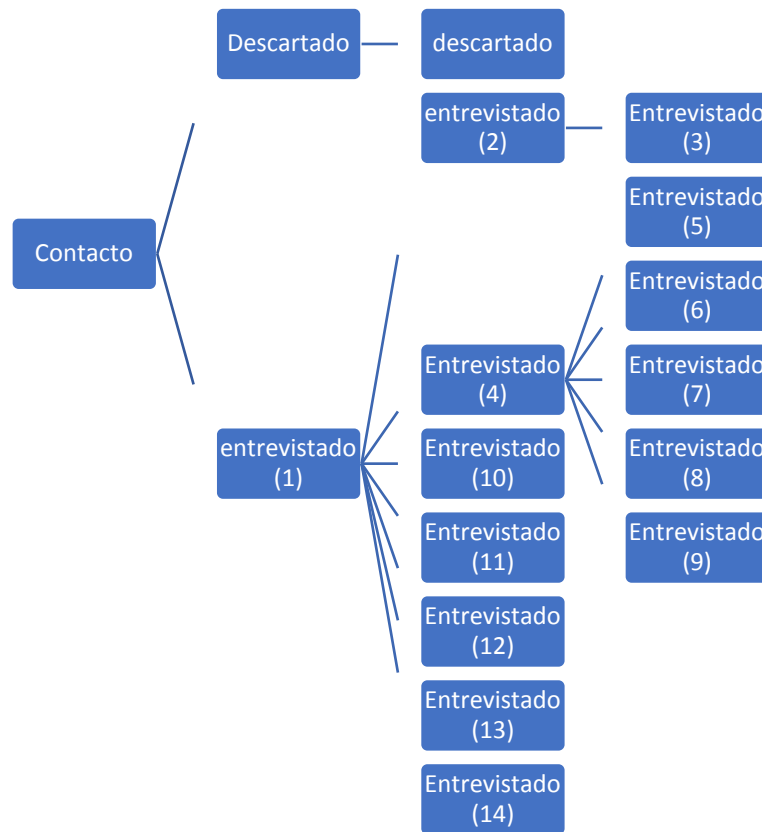 Descartado
descartado
entrevistado
(2)
Entrevistado
(3)
Entrevistado
(5)
Contacto
Entrevistado
(6)
Entrevistado
(4)
Entrevistado
(7)
entrevistado
(1)
Entrevistado
(10)
Entrevistado
(8)
Entrevistado
(11)
Entrevistado
(9)
Entrevistado
(12)
Entrevistado
(13)
Entrevistado
(14)